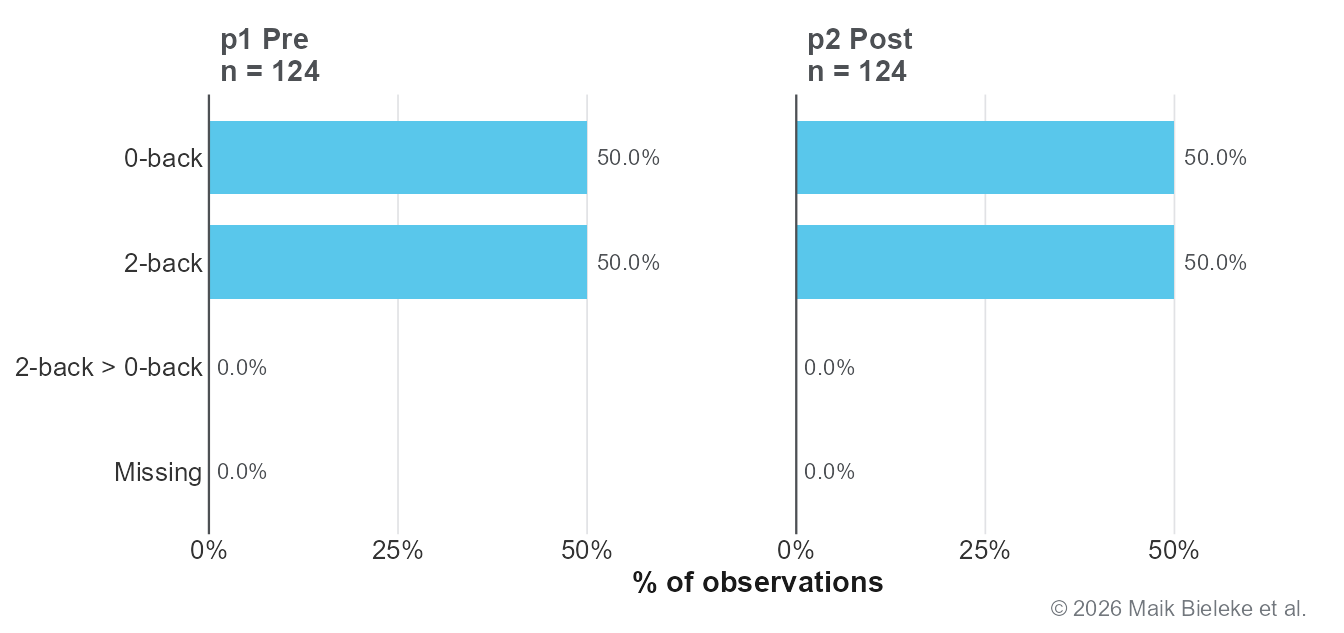 p1 Pre
n = 124
p2 Post
n = 124
0-back
50.0%
50.0%
2-back
50.0%
50.0%
2-back > 0-back
0.0%
0.0%
Missing
0.0%
0.0%
0%
25%
50%
0%
25%
50%
% of observations
© 2026 Maik Bieleke et al.